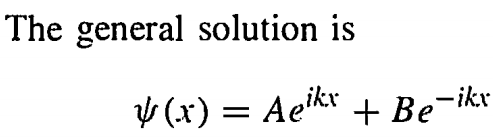 The general solution is
ψ(x) = Ae^{ikx} + Be^{-ikx}